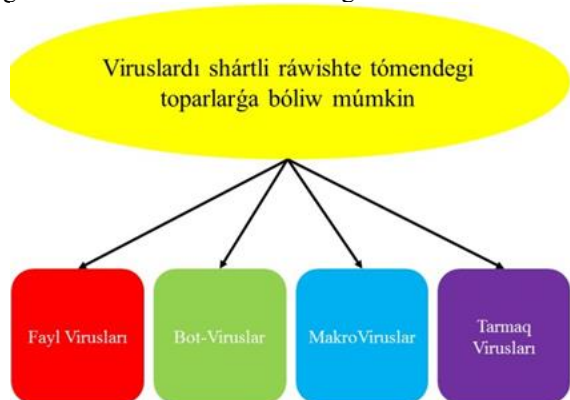 Viruslardı shártli ráwishte tómendegi
toparlarǵa bóliw múmkin
Fayl Virusları
Bot-Viruslar
MakroViruslar
Tarmaq
Virusları